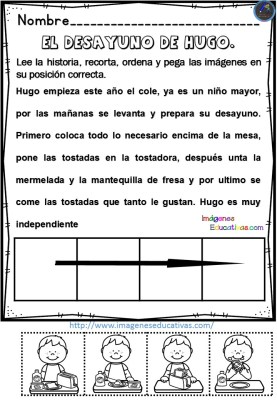 Nombre____________________
EL DESAYUNO DE HUGO.
Lee la historia, recorta, ordena y pega las imágenes en
su posición correcta.
Hugo empieza este año el cole, ya es un niño mayor,
por las mañanas se levanta y prepara su desayuno.
Primero coloca todo lo necesario encima de la mesa,
pone las tostadas en la tostadora, después unta la
mermelada y la mantequilla de fresa y por ultimo se
come las tostadas que tanto le gustan. Hugo es muy
independiente
Imágenes
Educativas.com
http://www.imageneseducativas.com/